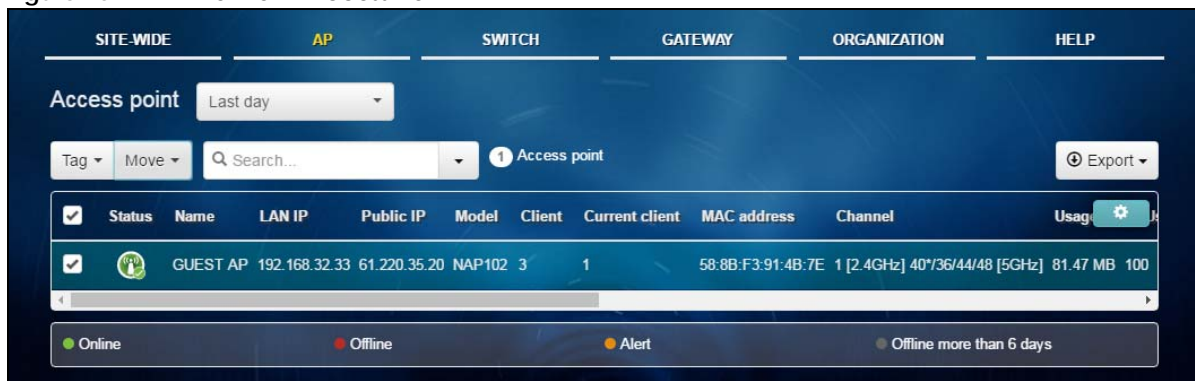 SITE-WIDE AP SWITCH GATEWAY ORGANIZATION HELP
Access point Last day
Tag Move Search... 1 Access point Export
Status Name LAN IP Public IP Model Client Current client MAC address Channel
GUEST AP 192.168.32.33 61.220.35.20 NAP102 3 1 58:8B:F3:91:4B:7E 1 [2.4GHz] 40*/36/44/48 [5GHz] 81.47 MB 100
Online Offline Alert Offline more than 6 days